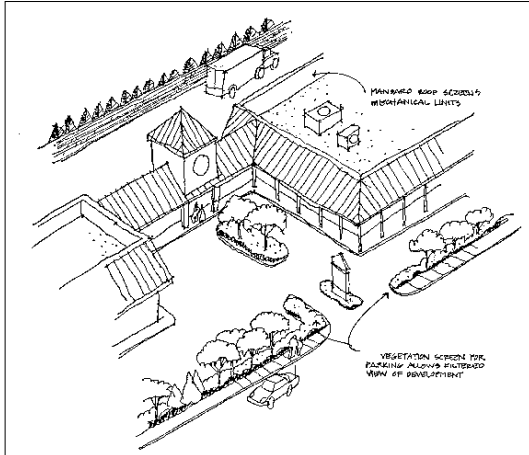 MANSARD ROOF SCREENS
MECHANICAL UNITS
VEGETATION SCREEN FOR
PARKING ALLOWS FILTERED
VIEW OF DEVELOPMENT